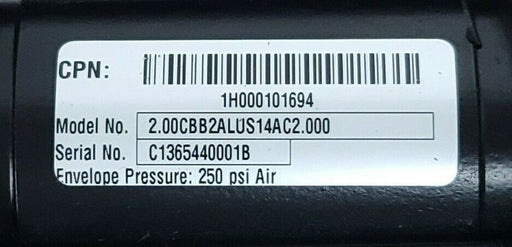 CPN:
1H000101694
Model No. 2.00CBB2ALUS14AC2.000
Serial No. C1365440001B
Envelope Pressure: 250 psi Air